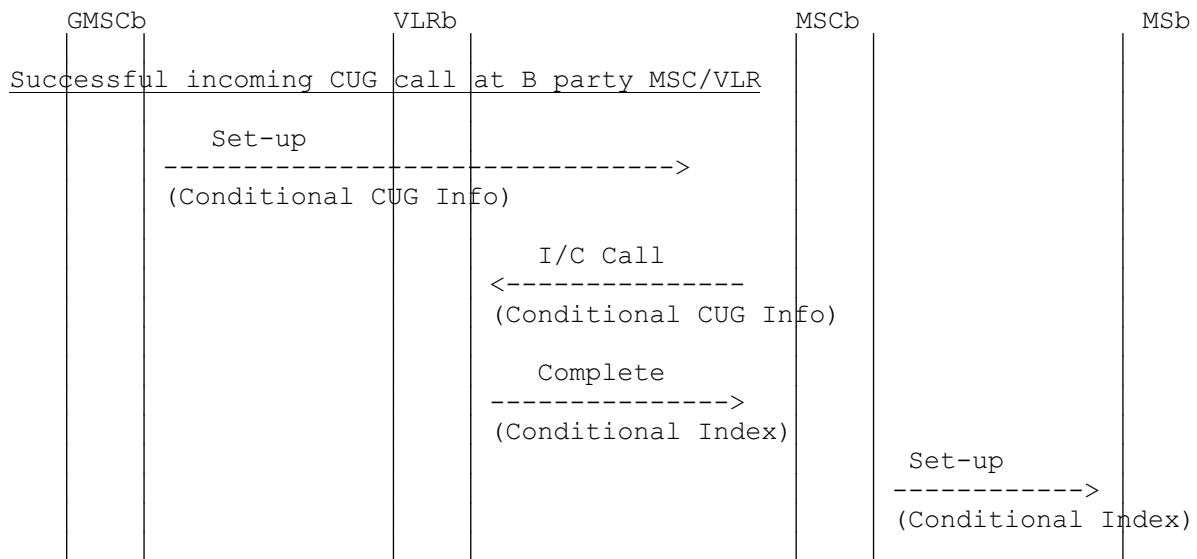 GMSCb VLRb MSCb MSb
Successful incoming CUG call at B party MSC/VLR
Set-up
-------------------------------->
(Conditional CUG Info)
I/C Call
<---------------
(Conditional CUG Info)
Complete
--------------->
(Conditional Index)
Set-up
------------>
(Conditional Index)